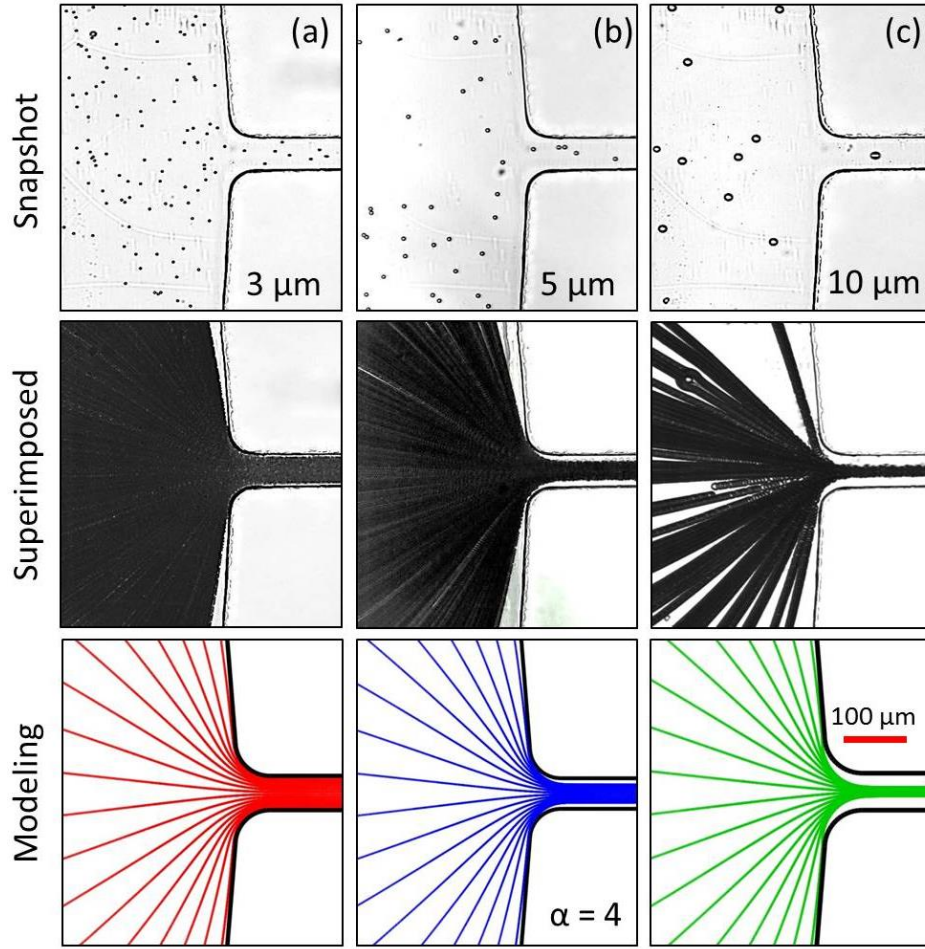 (a)
(b)
(c)
Snapshot
3 μm
5 μm
10 μm
Superimposed
Modeling
100 μm
α = 4